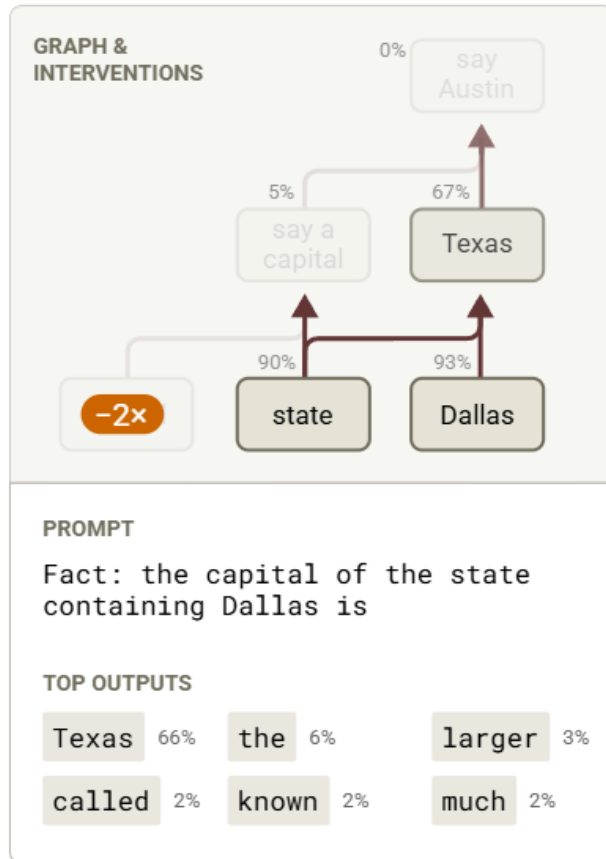 GRAPH &
INTERVENTIONS
0%
say
Austin
5%
67%
say a
capital
Texas
90%
93%
−2×
state
Dallas
PROMPT
Fact: the capital of the state
containing Dallas is
TOP OUTPUTS
Texas 66% the 6% larger 3%
called 2% known 2% much 2%